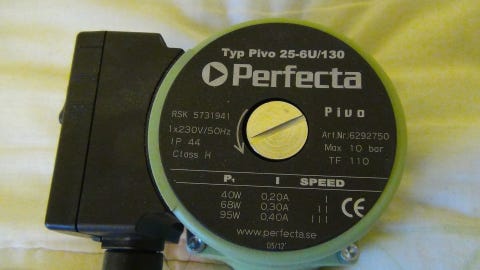 Typ Pivo 25-6U/130
Perfecta
Pivo
RSK 5731941
1x230V/50Hz
IP 44
Class H
Art.Nr:6292750
Max 10 bar
TF 110
P₁ I SPEED
40W 0,20A I
68W 0,30A II
95W 0,40A III
CE
www.perfecta.se
05/12'